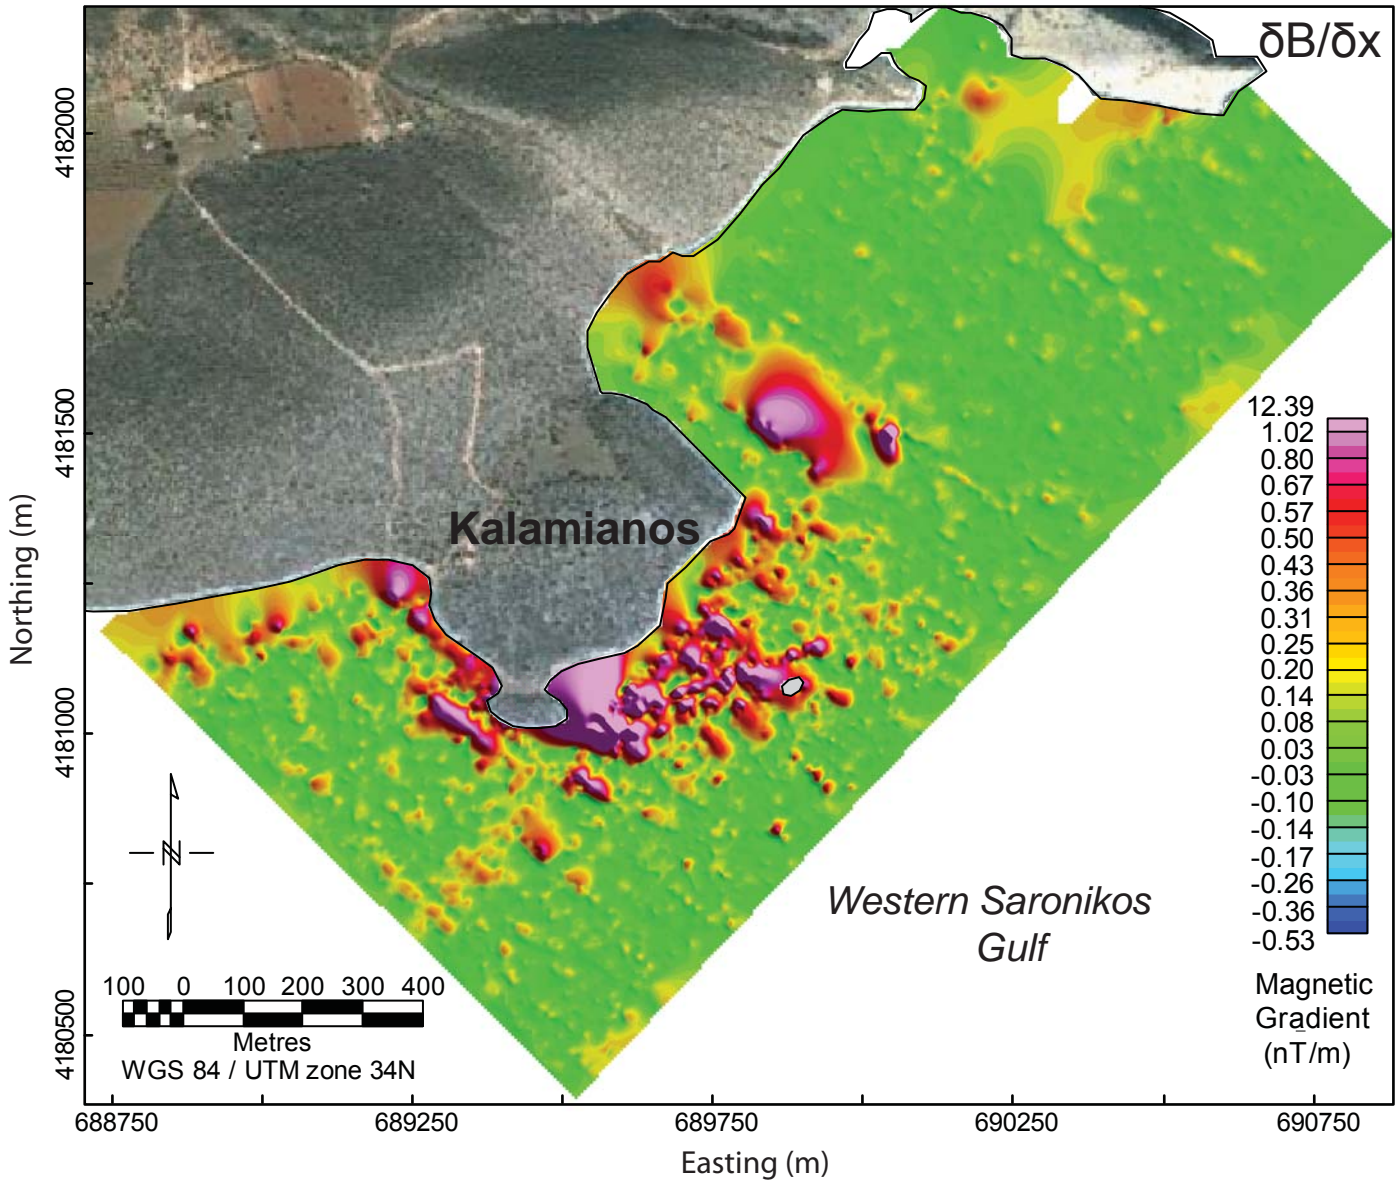 δB/δx
4182000
4181500
4181000
4180500
Northing (m)
Kalamianos
Western Saronikos
Gulf
12.39
1.02
0.80
0.67
0.57
0.50
0.43
0.36
0.31
0.25
0.20
0.14
0.08
0.03
-0.03
-0.10
-0.14
-0.17
-0.26
-0.36
-0.53
Magnetic
Gradient
(nT/m)
100 0 100 200 300 400
Metres
WGS 84 / UTM zone 34N
688750 689250 689750 690250 690750
Easting (m)